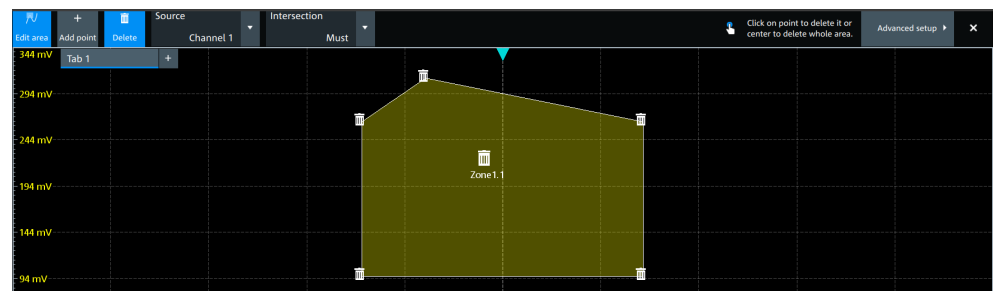 Edit area
Add point
Delete
Source
Channel 1
Intersection
Must
Click on point to delete it or
center to delete whole area.
Advanced setup
344 mV
Tab 1
+
294 mV
244 mV
Zone1.1
194 mV
144 mV
94 mV